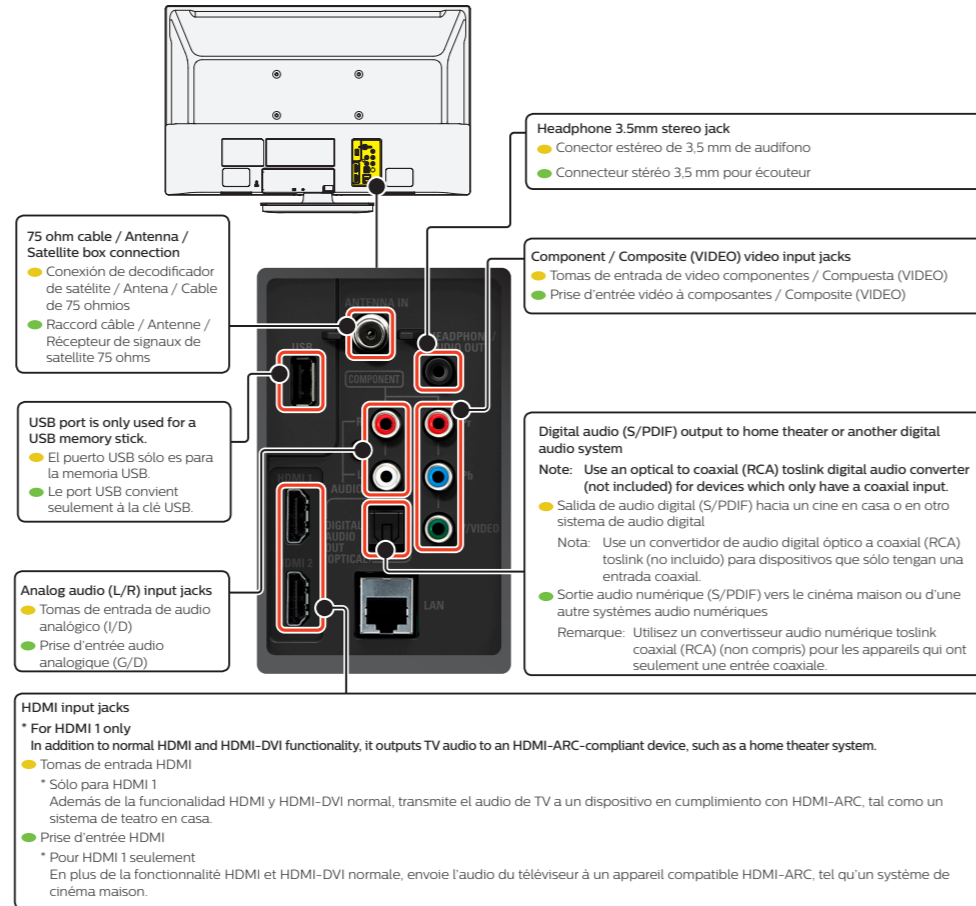 Headphone 3.5mm stereo jack
Conector estéreo de 3,5 mm de audífono
Connecteur stéréo 3,5 mm pour écouteur
75 ohm cable / Antenna /
Satellite box connection
Conexión de decodificador
de satélite / Antena / Cable
de 75 ohmios
Raccord câble / Antenne /
Récepteur de signaux de
satellite 75 ohms
Component / Composite (VIDEO) video input jacks
Tomas de entrada de video componentes / Compuesta (VIDEO)
Prise d'entrée vidéo à composantes / Composite (VIDEO)
USB port is only used for a
USB memory stick.
El puerto USB sólo es para
la memoria USB.
Le port USB convient
seulement à la clé USB.
Digital audio (S/PDIF) output to home theater or another digital
audio system
Note: Use an optical to coaxial (RCA) toslink digital audio converter
(not included) for devices which only have a coaxial input.
Salida de audio digital (S/PDIF) hacia un cine en casa o en otro
sistema de audio digital
Nota: Use un convertidor de audio digital óptico a coaxial (RCA)
toslink (no incluido) para dispositivos que sólo tengan una
entrada coaxial.
Sortie audio numérique (S/PDIF) vers le cinéma maison ou d'une
autre systèmes audio numériques
Remarque: Utilisez un convertisseur audio numérique toslink
coaxial (RCA) (non compris) pour les appareils qui ont
seulement une entrée coaxiale.
Analog audio (L/R) input jacks
Tomas de entrada de audio
analógico (I/D)
Prise d'entrée audio
analogique (G/D)
ANTENNA IN
USB
HEADPHONE /
AUDIO OUT
COMPONENT
R
Pr
L
Pb
AUDIO
HDMI 1
DIGITAL
AUDIO
OUT
OPTICAL
Y/VIDEO
HDMI 2
LAN
HDMI input jacks
* For HDMI 1 only
In addition to normal HDMI and HDMI-DVI functionality, it outputs TV audio to an HDMI-ARC-compliant device, such as a home theater system.
Tomas de entrada HDMI
* Sólo para HDMI 1
Además de la funcionalidad HDMI y HDMI-DVI normal, transmite el audio de TV a un dispositivo en cumplimiento con HDMI-ARC, tal como un
sistema de teatro en casa.
Prise d'entrée HDMI
* Pour HDMI 1 seulement
En plus de la fonctionnalité HDMI et HDMI-DVI normale, envoie l'audio du téléviseur à un appareil compatible HDMI-ARC, tel qu'un système de
cinéma maison.